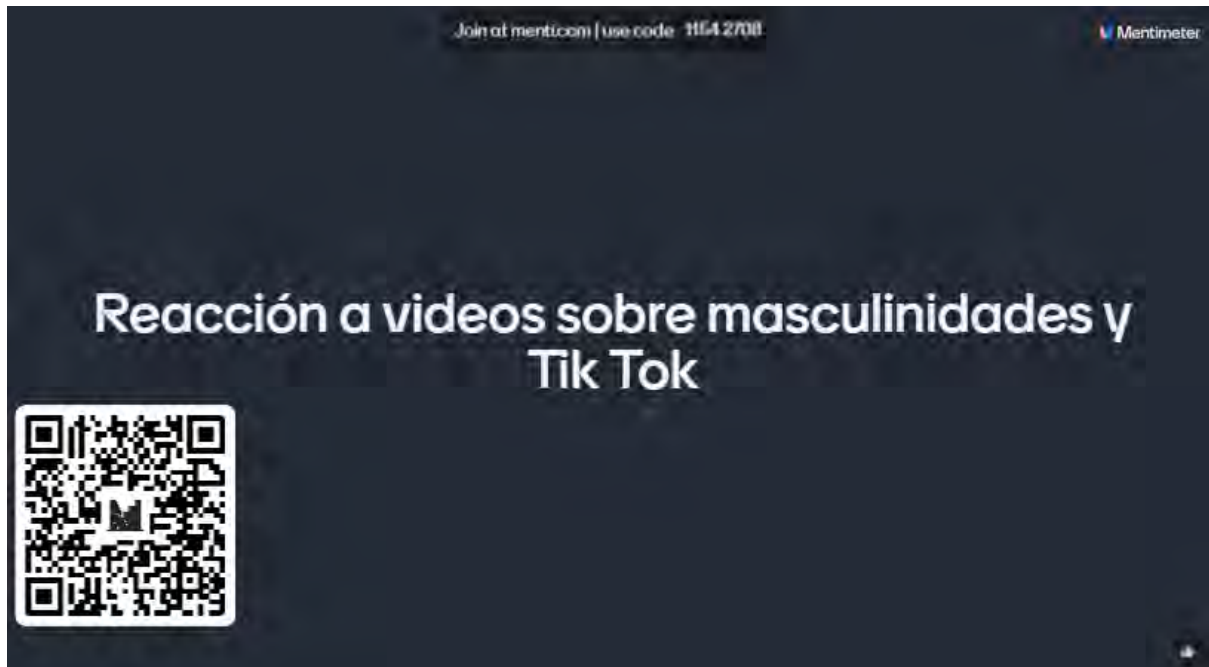 Join at menti.com | use code 1154 2708
Mentimeter
Reacción a videos sobre masculinidades y
Tik Tok